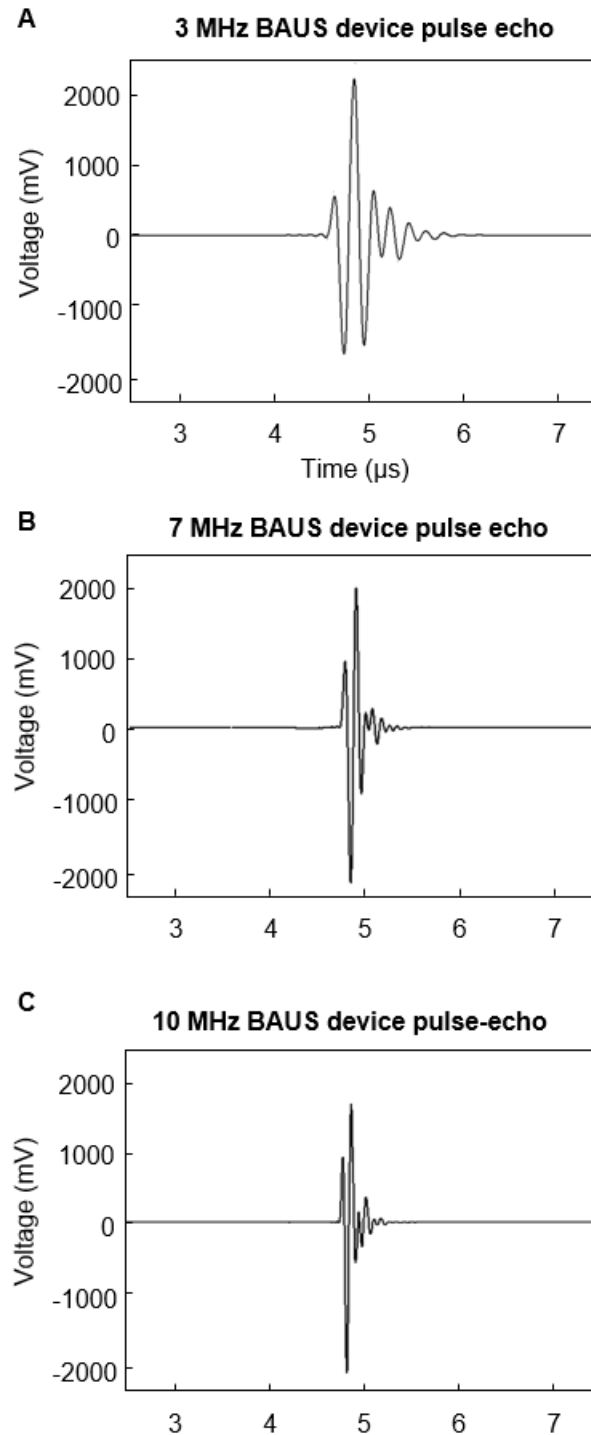 A
3 MHz BAUS device pulse echo
2000
1000
0
-1000
-2000
Voltage (mV)
3 4 5 6 7
Time (µs)
B
7 MHz BAUS device pulse echo
2000
1000
0
-1000
-2000
Voltage (mV)
3 4 5 6 7
C
10 MHz BAUS device pulse-echo
2000
1000
0
-1000
-2000
Voltage (mV)
3 4 5 6 7